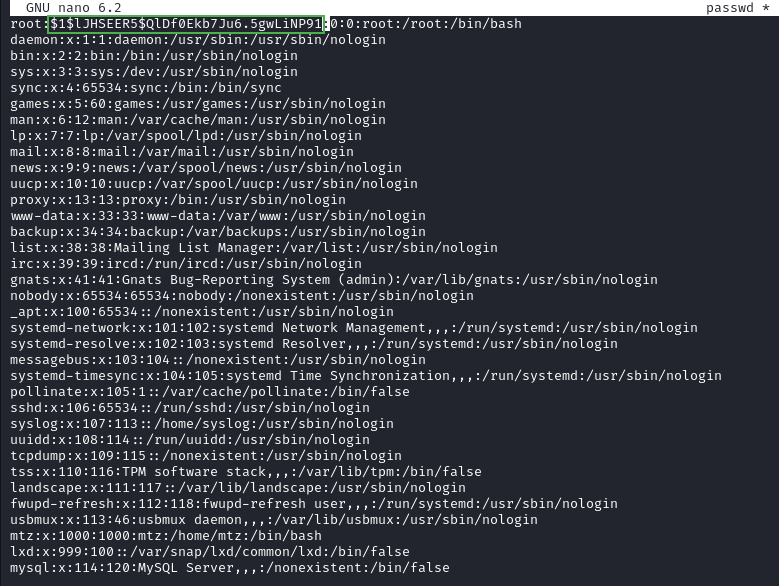 GNU nano 6.2 passwd *
root:$1$lJHSEER5$QlDf0Ekb7Ju6.5gwLiNP91:0:0:root:/root:/bin/bash
daemon:x:1:1:daemon:/usr/sbin:/usr/sbin/nologin
bin:x:2:2:bin:/bin:/usr/sbin/nologin
sys:x:3:3:sys:/dev:/usr/sbin/nologin
sync:x:4:65534:sync:/bin:/bin/sync
games:x:5:60:games:/usr/games:/usr/sbin/nologin
man:x:6:12:man:/var/cache/man:/usr/sbin/nologin
lp:x:7:7:lp:/var/spool/lpd:/usr/sbin/nologin
mail:x:8:8:mail:/var/mail:/usr/sbin/nologin
news:x:9:9:news:/var/spool/news:/usr/sbin/nologin
uucp:x:10:10:uucp:/var/spool/uucp:/usr/sbin/nologin
proxy:x:13:13:proxy:/bin:/usr/sbin/nologin
www-data:x:33:33:www-data:/var/www:/usr/sbin/nologin
backup:x:34:34:backup:/var/backups:/usr/sbin/nologin
list:x:38:38:Mailing List Manager:/var/list:/usr/sbin/nologin
irc:x:39:39:ircd:/run/ircd:/usr/sbin/nologin
gnats:x:41:41:Gnats Bug-Reporting System (admin):/var/lib/gnats:/usr/sbin/nologin
nobody:x:65534:65534:nobody:/nonexistent:/usr/sbin/nologin
_apt:x:100:65534::/nonexistent:/usr/sbin/nologin
systemd-network:x:101:102:systemd Network Management,,,:/run/systemd:/usr/sbin/nologin
systemd-resolve:x:102:103:systemd Resolver,,,:/run/systemd:/usr/sbin/nologin
messagebus:x:103:104::/nonexistent:/usr/sbin/nologin
systemd-timesync:x:104:105:systemd Time Synchronization,,,:/run/systemd:/usr/sbin/nologin
pollinate:x:105:1::/var/cache/pollinate:/bin/false
sshd:x:106:65534::/run/sshd:/usr/sbin/nologin
syslog:x:107:113::/home/syslog:/usr/sbin/nologin
uuidd:x:108:114::/run/uuidd:/usr/sbin/nologin
tcpdump:x:109:115::/nonexistent:/usr/sbin/nologin
tss:x:110:116:TPM software stack,,,:/var/lib/tpm:/bin/false
landscape:x:111:117::/var/lib/landscape:/usr/sbin/nologin
fwupd-refresh:x:112:118:fwupd-refresh user,,,:/run/systemd:/usr/sbin/nologin
usbmux:x:113:46:usbmux daemon,,,:/var/lib/usbmux:/usr/sbin/nologin
mtz:x:1000:1000:mtz:/home/mtz:/bin/bash
lxd:x:999:100::/var/snap/lxd/common/lxd:/bin/false
mysql:x:114:120:MySQL Server,,,:/nonexistent:/bin/false